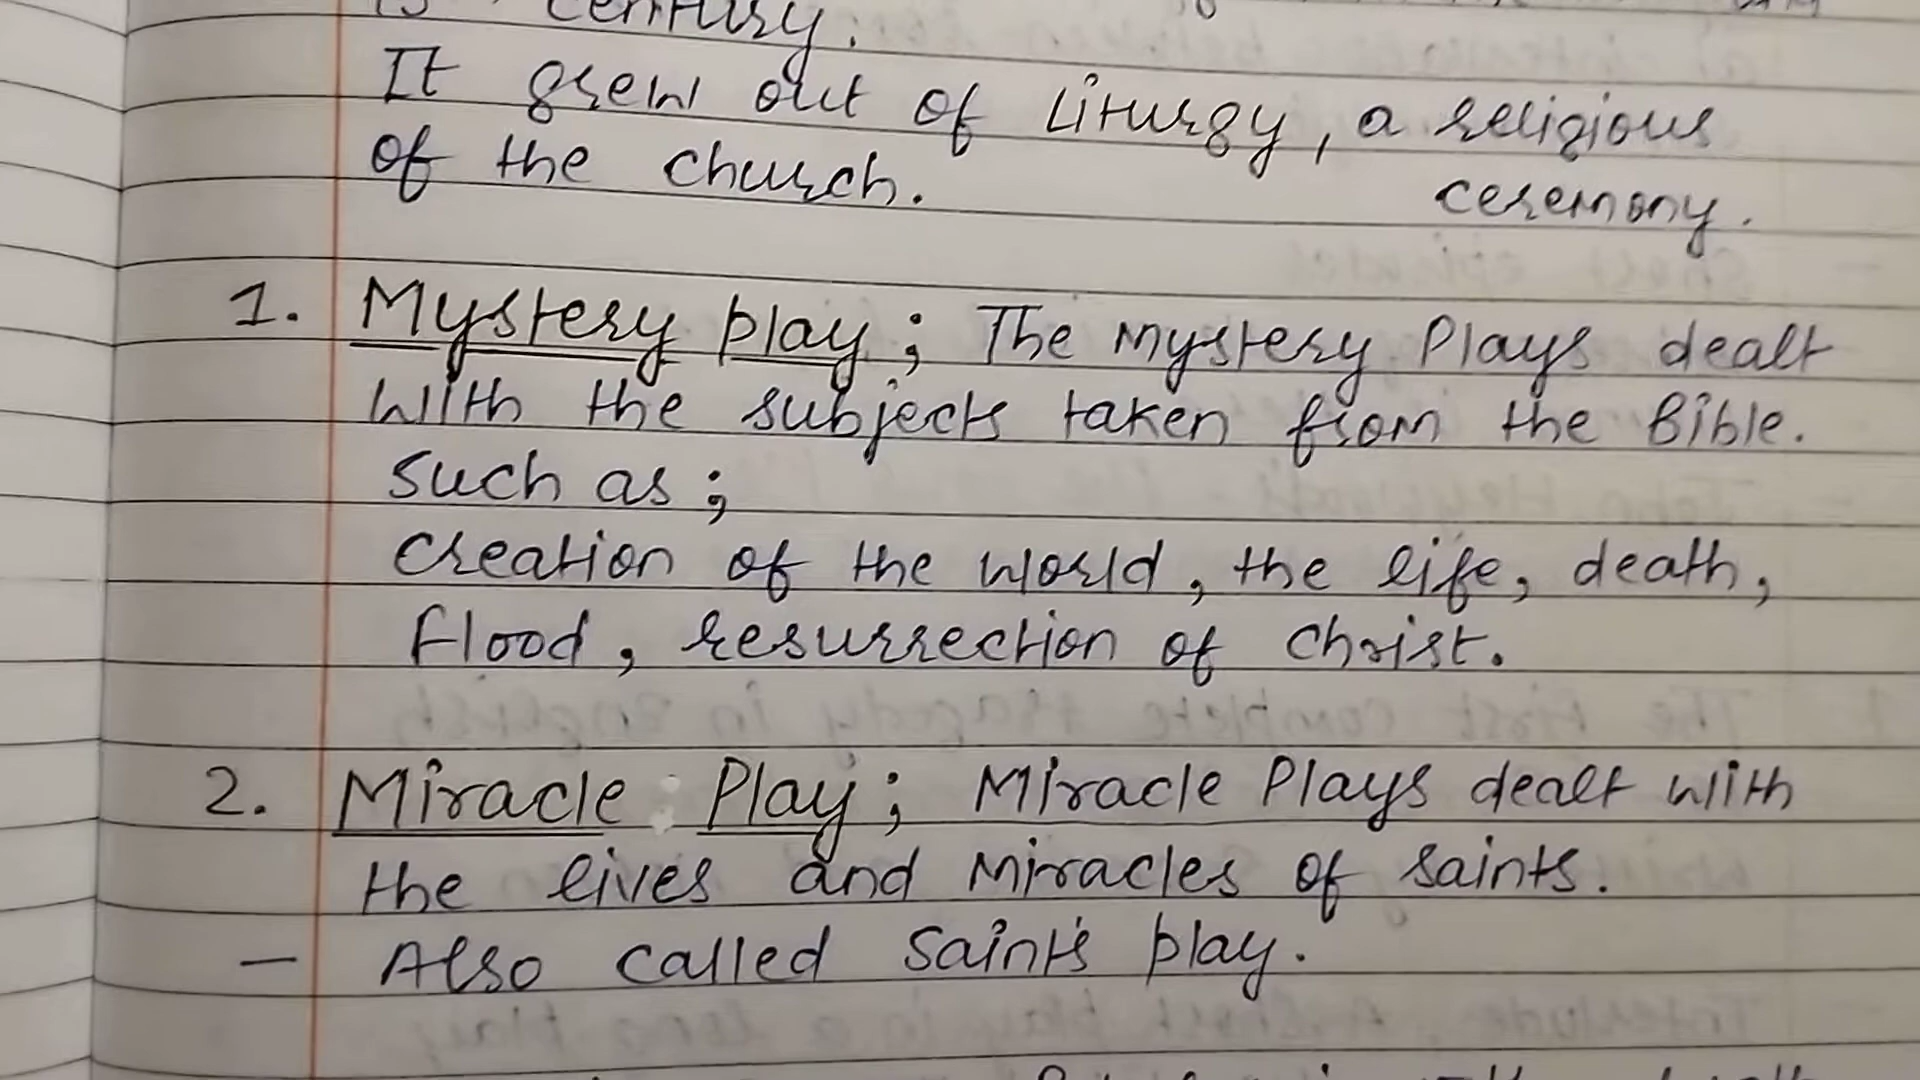 century.
It grew out of Liturgy, a religious
of the church. ceremony.
1. Mystery play ; The Mystery Plays dealt
with the subjects taken from the Bible.
such as ;
Creation of the world, the life, death,
flood, resurrection of Christ.
2. Miracle Play ; Miracle Plays dealt with
the lives and Miracles of saints.
— Also called Saint's play.